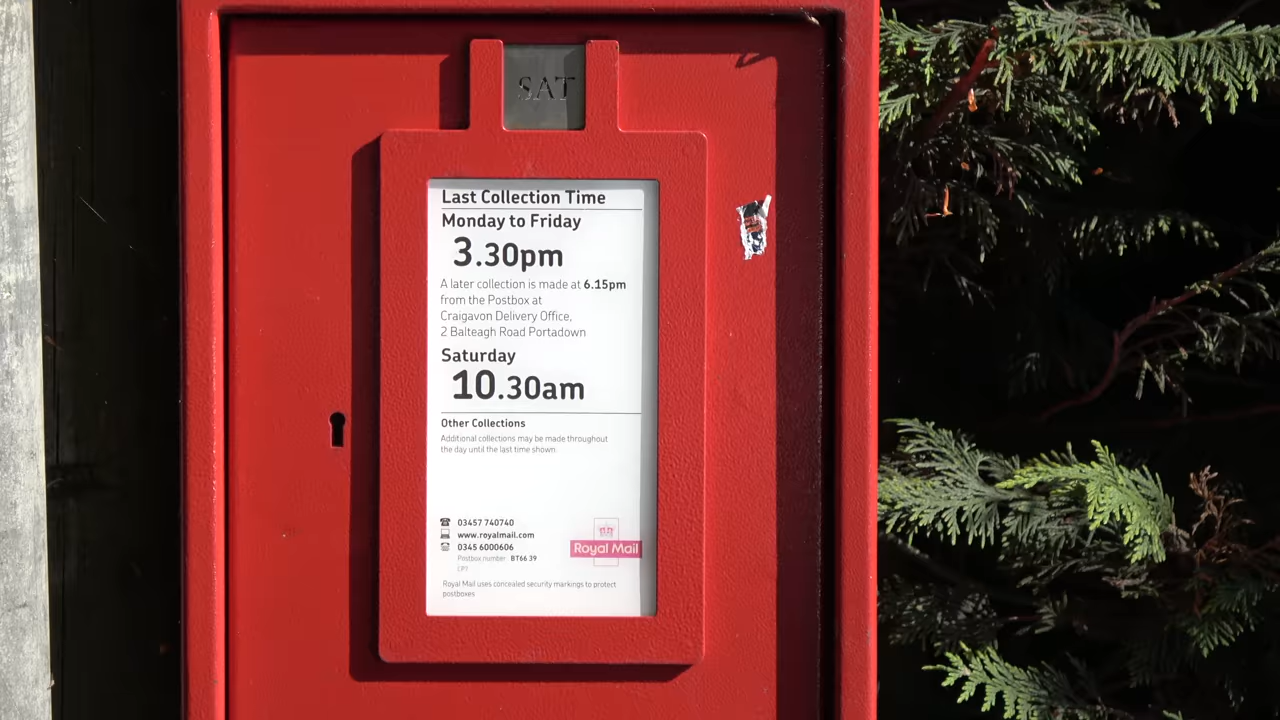 SAT
Last Collection Time
Monday to Friday
3.30pm
A later collection is made at 6.15pm
from the Postbox at
Craigavon Delivery Office,
2 Balteagh Road Portadown
Saturday
10.30am
Other Collections
Additional collections may be made throughout
the day until the last time shown.
03457 740740
www.royalmail.com
0345 6000606
Postbox number BT66 39
Royal Mail
Royal Mail uses concealed security markings to protect
postboxes